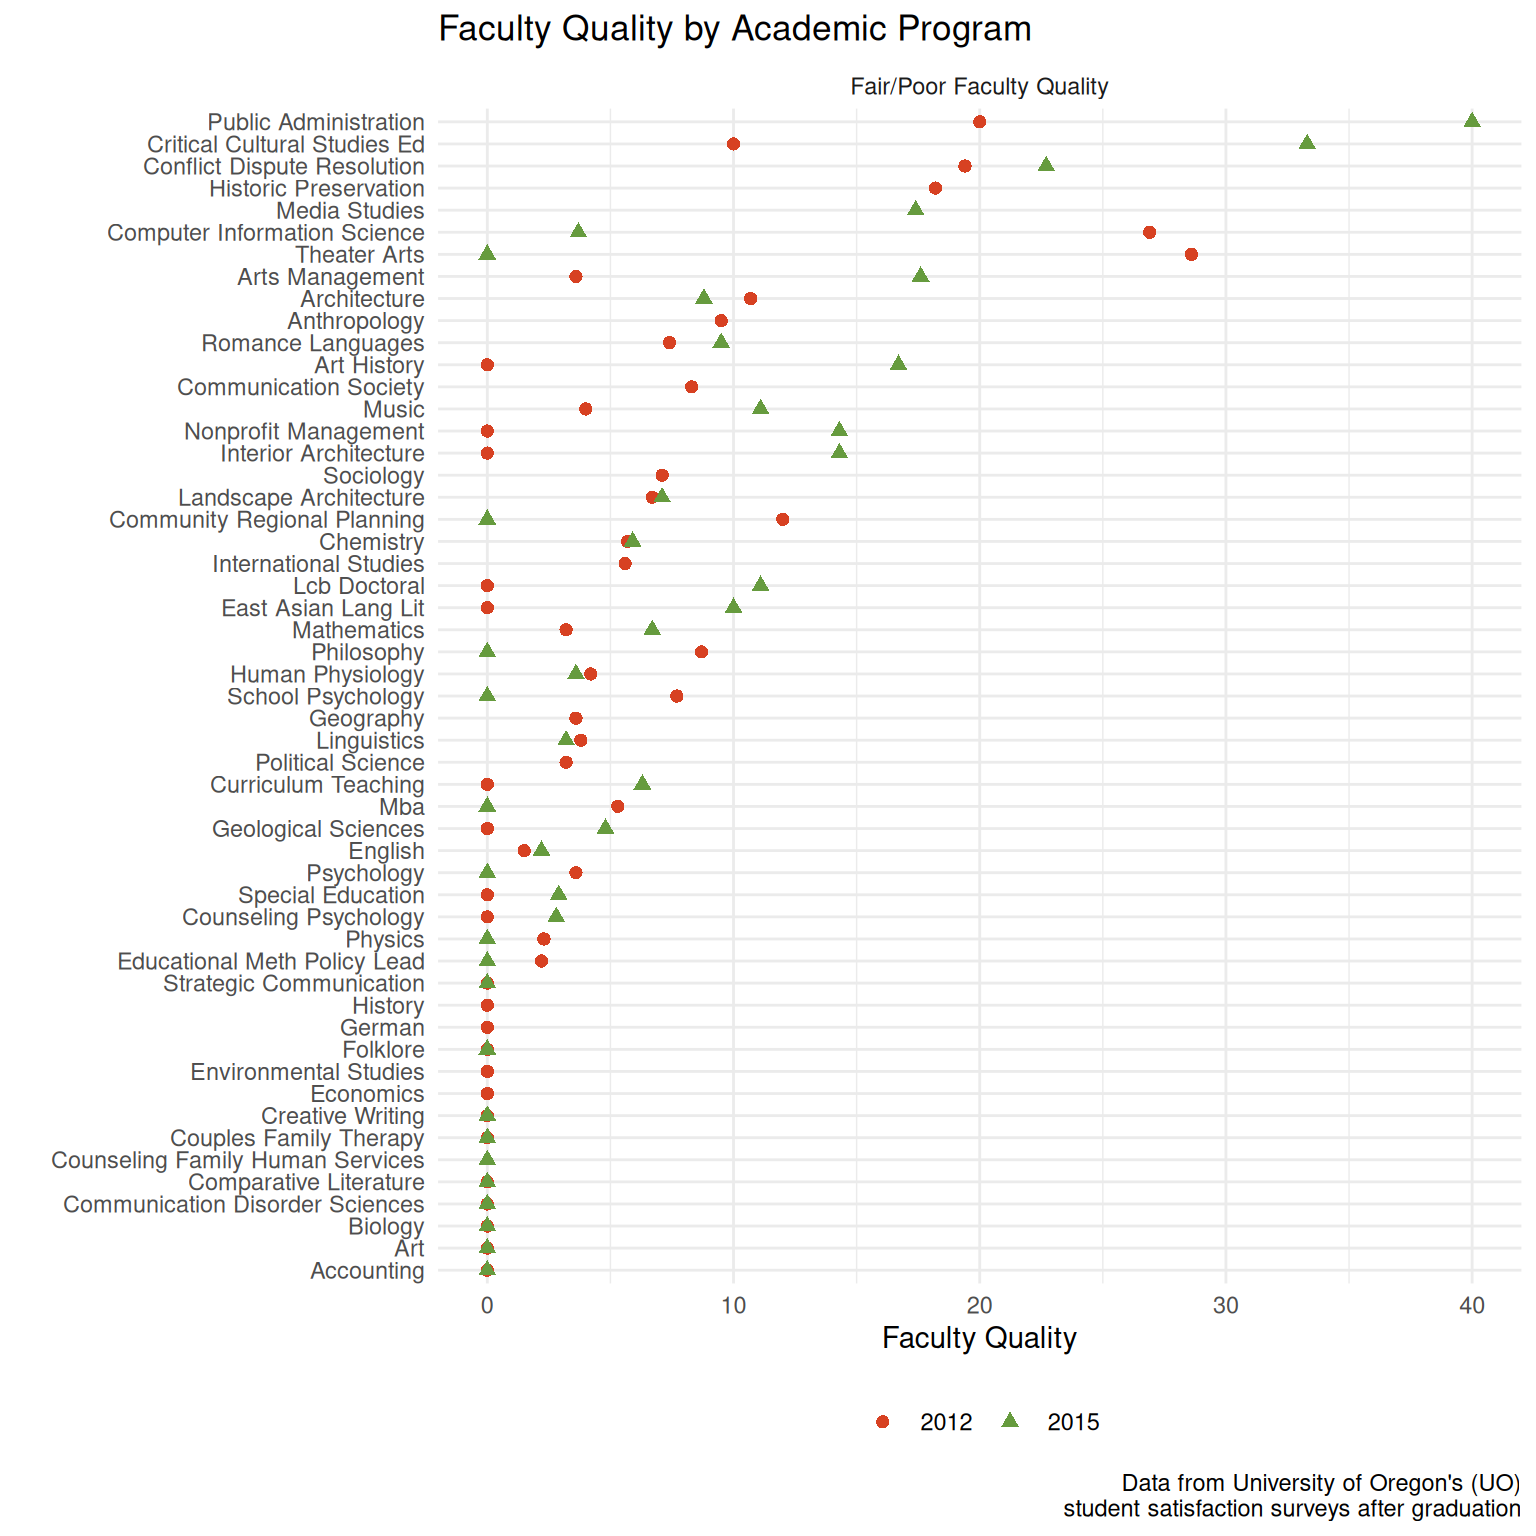 Faculty Quality by Academic Program
Fair/Poor Faculty Quality
Public Administration
Critical Cultural Studies Ed
Conflict Dispute Resolution
Historic Preservation
Media Studies
Computer Information Science
Theater Arts
Arts Management
Architecture
Anthropology
Romance Languages
Art History
Communication Society
Music
Nonprofit Management
Interior Architecture
Sociology
Landscape Architecture
Community Regional Planning
Chemistry
International Studies
Lcb Doctoral
East Asian Lang Lit
Mathematics
Philosophy
Human Physiology
School Psychology
Geography
Linguistics
Political Science
Curriculum Teaching
Mba
Geological Sciences
English
Psychology
Special Education
Counseling Psychology
Physics
Educational Meth Policy Lead
Strategic Communication
History
German
Folklore
Environmental Studies
Economics
Creative Writing
Couples Family Therapy
Counseling Family Human Services
Comparative Literature
Communication Disorder Sciences
Biology
Art
Accounting
0 10 20 30 40
Faculty Quality
2012 2015
Data from University of Oregon's (UO)
student satisfaction surveys after graduation